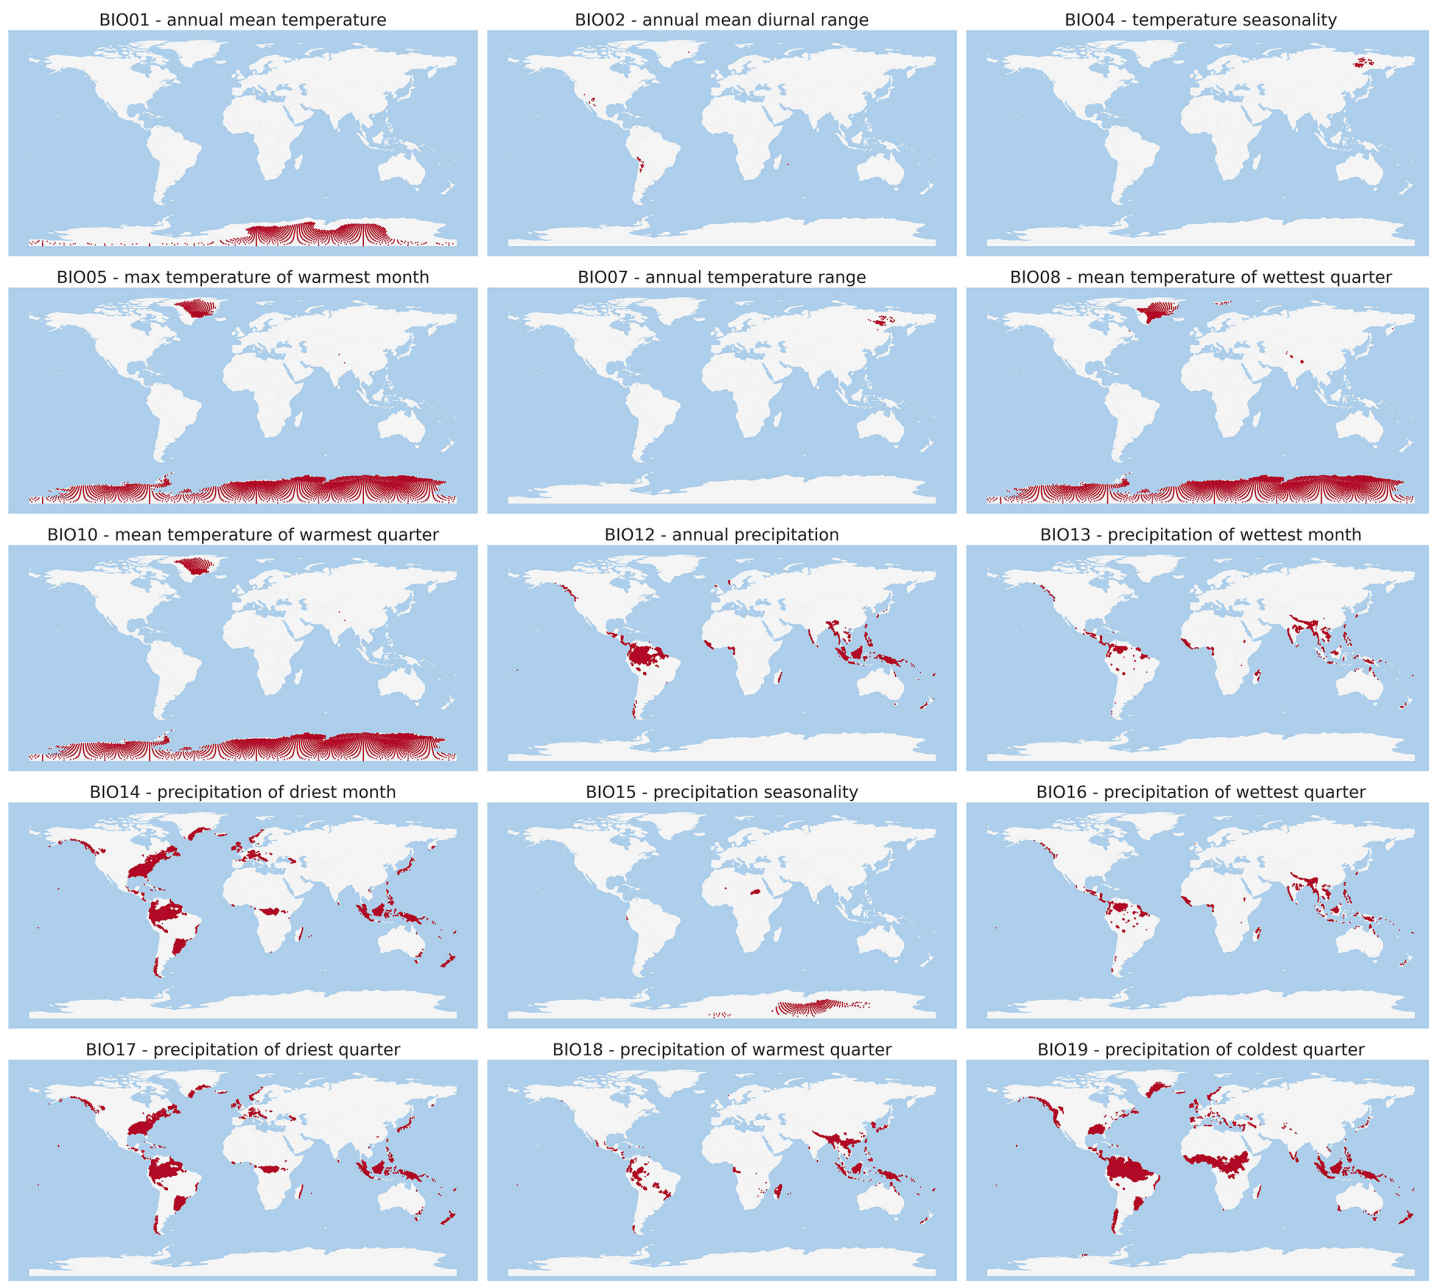 BIO01 - annual mean temperature
BIO02 - annual mean diurnal range
BIO04 - temperature seasonality
BIO05 - max temperature of warmest month
BIO07 - annual temperature range
BIO08 - mean temperature of wettest quarter
BIO10 - mean temperature of warmest quarter
BIO12 - annual precipitation
BIO13 - precipitation of wettest month
BIO14 - precipitation of driest month
BIO15 - precipitation seasonality
BIO16 - precipitation of wettest quarter
BIO17 - precipitation of driest quarter
BIO18 - precipitation of warmest quarter
BIO19 - precipitation of coldest quarter